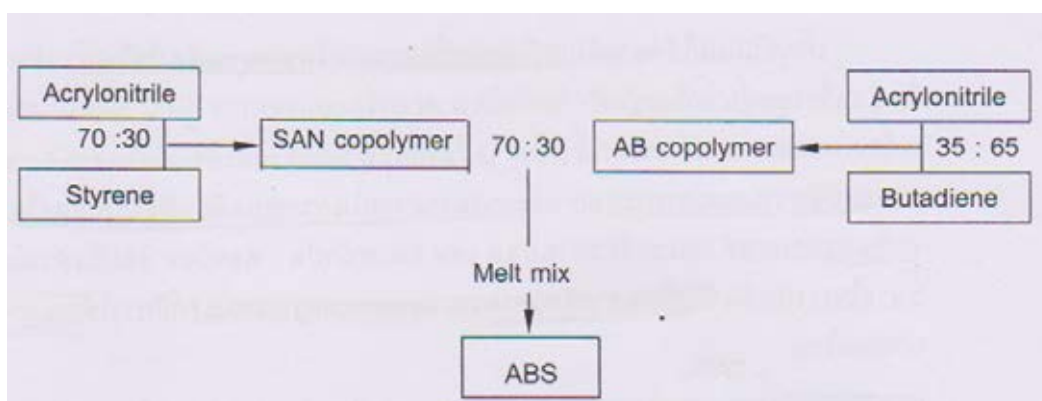 Acrylonitrile
70 :30
Styrene
SAN copolymer
70:30
AB copolymer
Acrylonitrile
35 : 65
Butadiene
Melt mix
ABS